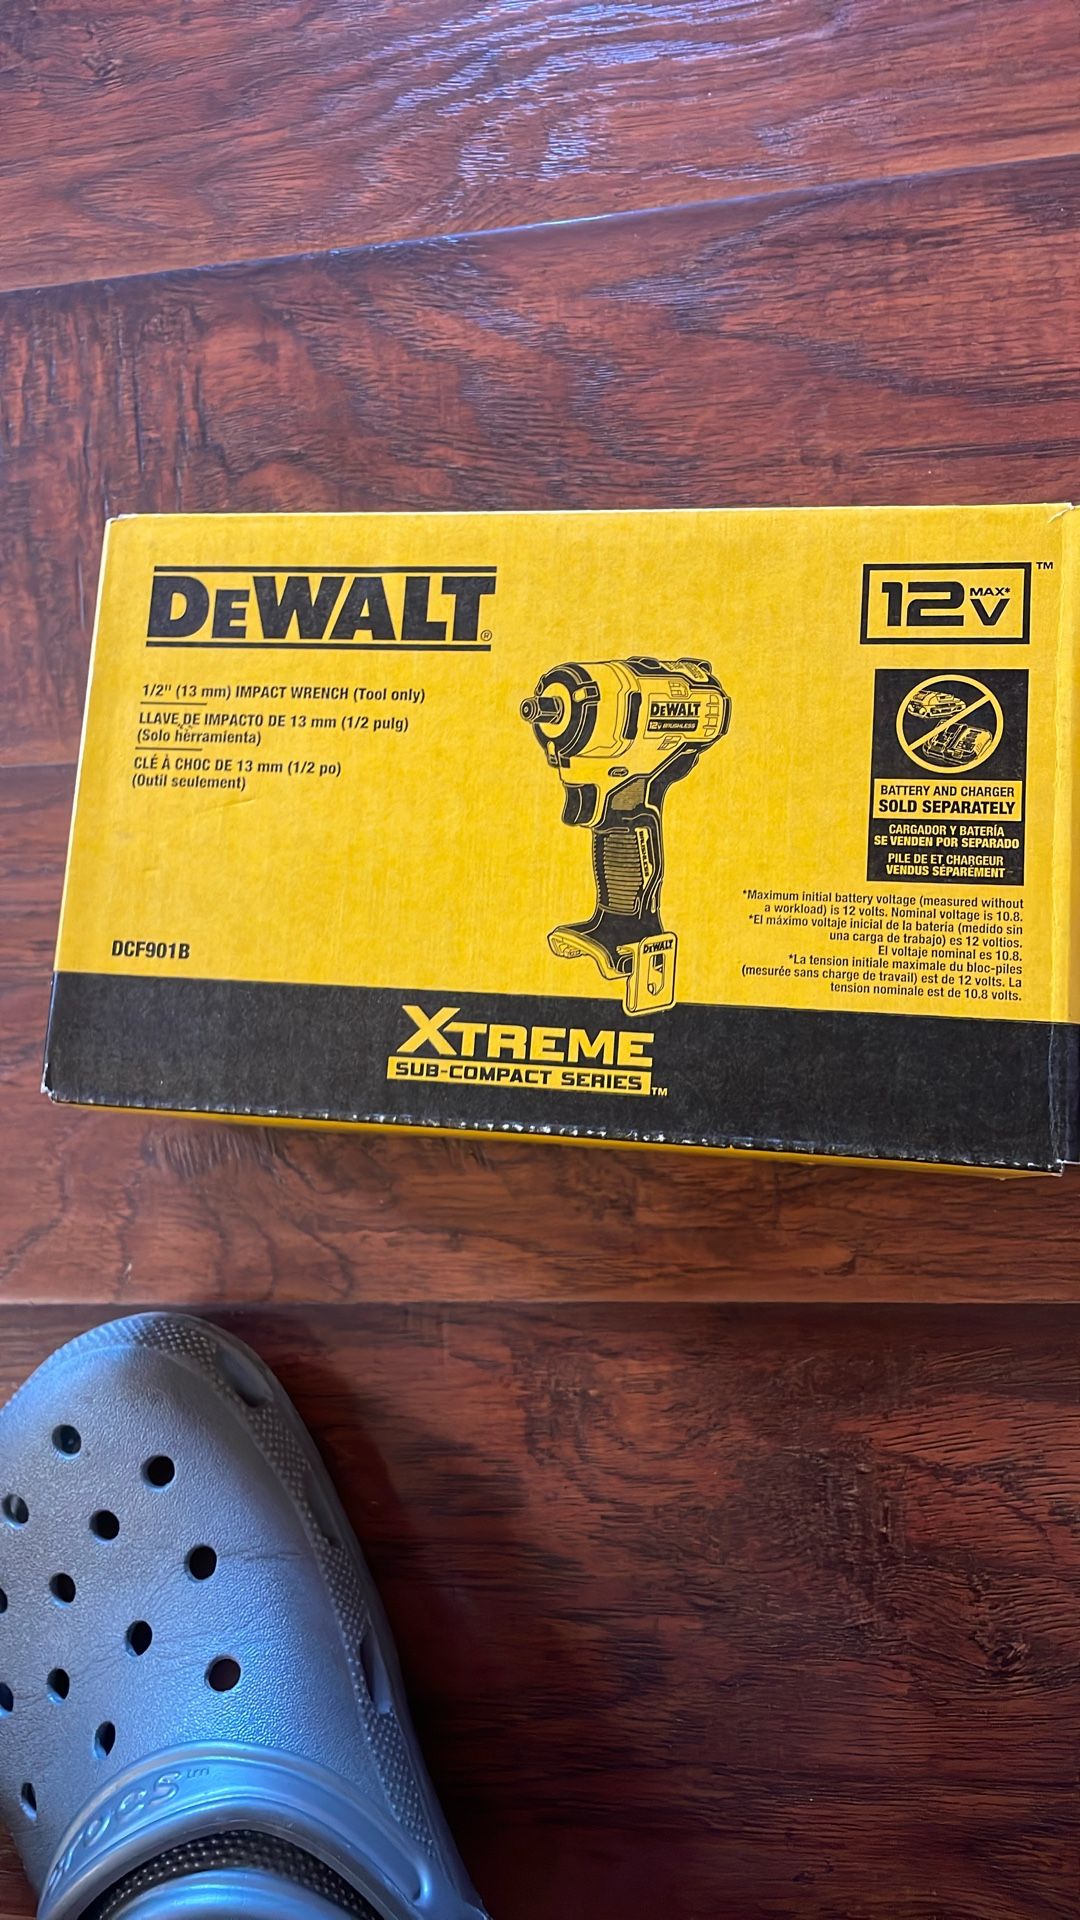 DEWALT®
1/2" (13 mm) IMPACT WRENCH (Tool only)
LLAVE DE IMPACTO DE 13 mm (1/2 pulg)
(Solo herramienta)
CLÉ À CHOC DE 13 mm (1/2 po)
(Outil seulement)
DCF901B
DEWALT
12V BRUSHLESS
DEWALT
12V MAX* ™
BATTERY AND CHARGER
SOLD SEPARATELY
CARGADOR Y BATERÍA
SE VENDEN POR SEPARADO
PILE DE ET CHARGEUR
VENDUS SÉPARÉMENT
*Maximum initial battery voltage (measured without
a workload) is 12 volts. Nominal voltage is 10.8.
*El máximo voltaje inicial de la batería (medido sin
una carga de trabajo) es 12 voltios.
El voltaje nominal es 10.8.
*La tension initiale maximale du bloc-piles
(mesurée sans charge de travail) est de 12 volts. La
tension nominale est de 10.8 volts.
XTREME
SUB-COMPACT SERIES™
crocs™